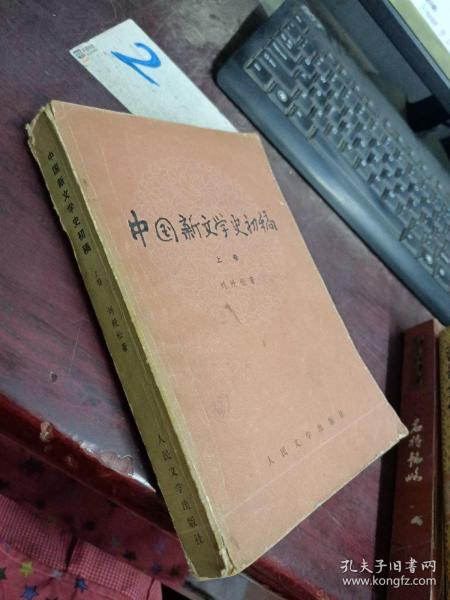 2
中国新文学史初稿
上卷
刘绶松著
人民文学出版社
中国新文学史初稿
上卷
刘绶松著
人民文学出版社
孔夫子旧书网
www.kongfz.com